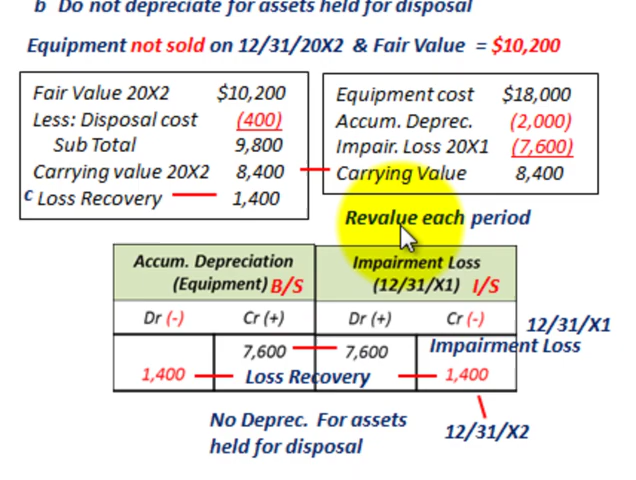 b Do not depreciate for assets held for disposal
Equipment not sold on 12/31/20X2 & Fair Value = $10,200
Fair Value 20X2 $10,200
Less: Disposal cost (400)
Sub Total 9,800
Carrying value 20X2 8,400
c Loss Recovery 1,400
Equipment cost $18,000
Accum. Deprec. (2,000)
Impair. Loss 20X1 (7,600)
Carrying Value 8,400
Revalue each period
Accum. Depreciation
(Equipment) B/S
Impairment Loss
(12/31/X1) I/S
Dr (-) Cr (+) Dr (+) Cr (-)
12/31/X1
Impairment Loss
7,600 7,600
1,400 Loss Recovery 1,400
No Deprec. For assets
held for disposal
12/31/X2